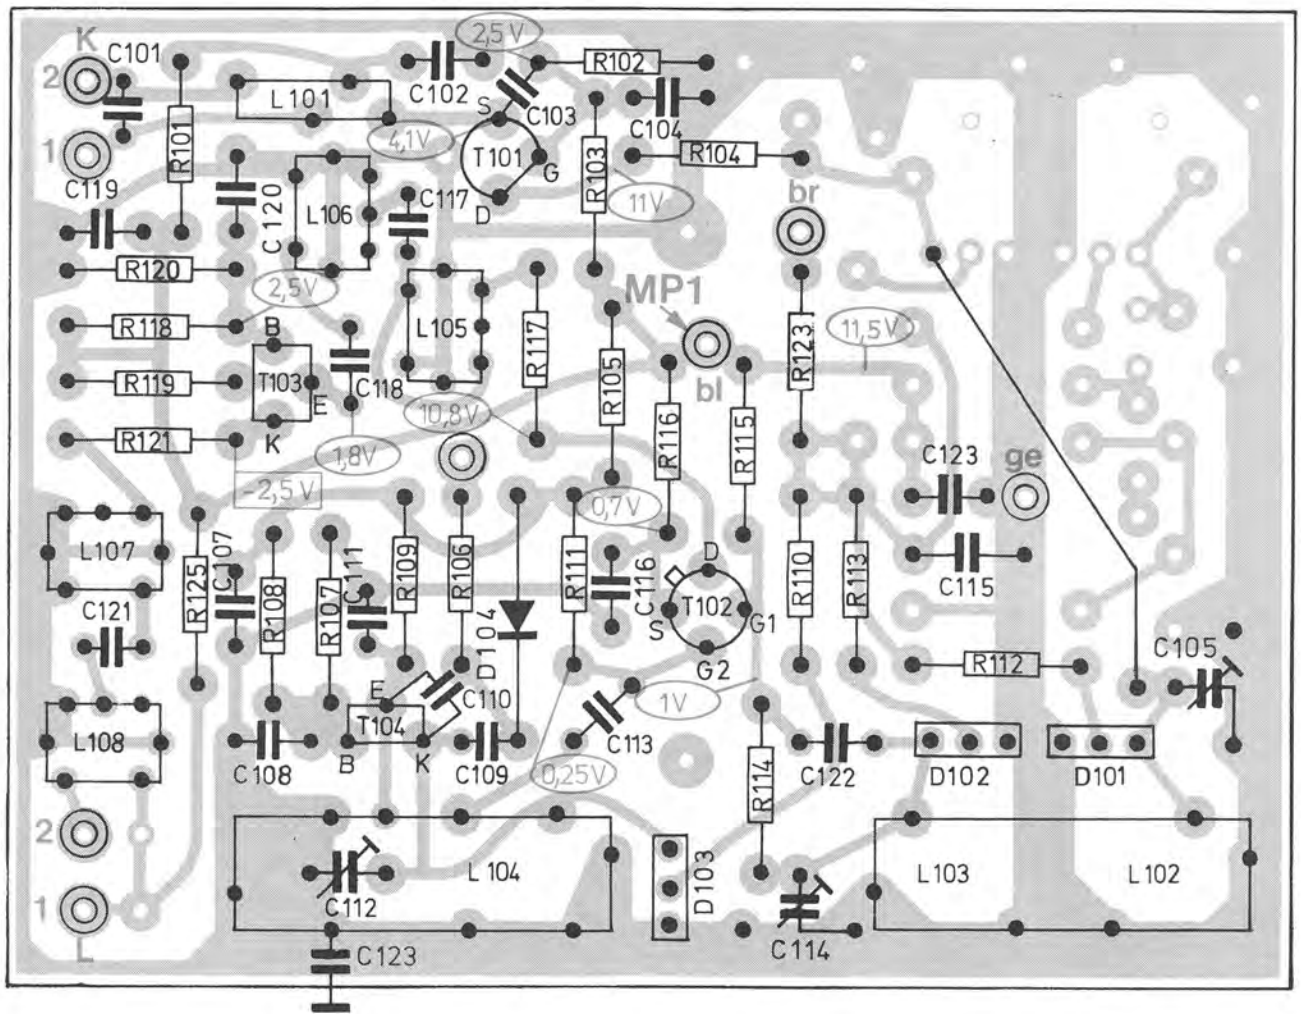 K
C101
2
2,5 V
R102
C102
L101
C103
C104
S
4,1V
1
R101
T101
G
R103
R104
C119
C120
L106
C117
D
11V
br
R120
2,5V
MP1
L105
R117
R118
B
11,5V
R123
R119
T103
E
C118
R105
bl
10,8V
R116
R115
R121
K
1,8V
C123
ge
-2,5V
0,7V
L107
R125
C107
R108
R107
C111
R109
R106
D104
R111
C116
D
T102
R110
R113
C115
C121
S
G1
G2
R112
C105
E
C110
1V
L108
T104
C108
B
K
C109
C113
0,25V
R114
C122
D102
D101
2
L104
D103
L103
L102
1
C112
C114
L
C123